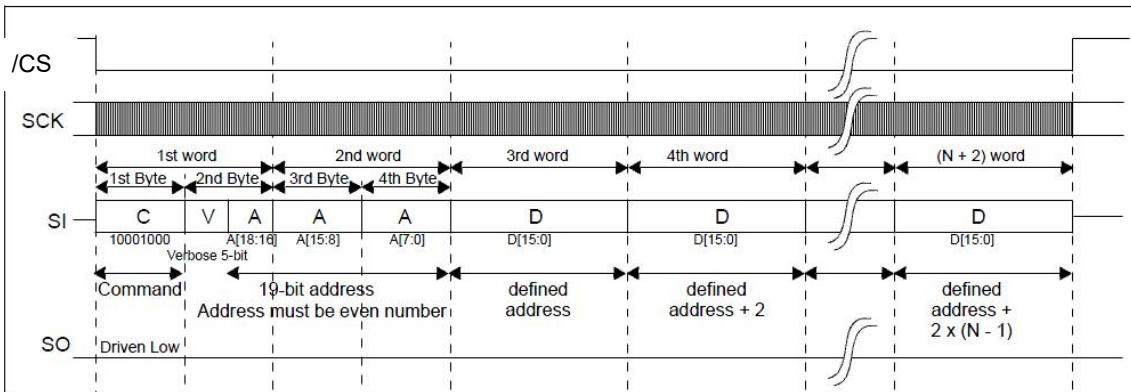 /CS
SCK
1st word 2nd word 3rd word 4th word (N + 2) word
1st Byte 2nd Byte 3rd Byte 4th Byte
SI C V A A A D D D
10001000 A[18:16] A[15:8] A[7:0] D[15:0] D[15:0] D[15:0]
Verbose 5-bit
Command 19-bit address defined defined defined
Address must be even number address address + 2 address +
2 x (N - 1)
SO Driven Low